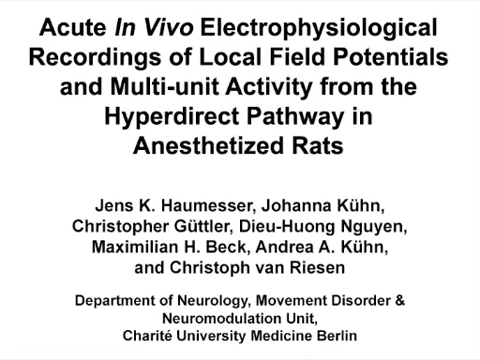 Acute In Vivo Electrophysiological
Recordings of Local Field Potentials
and Multi-unit Activity from the
Hyperdirect Pathway in
Anesthetized Rats
Jens K. Haumesser, Johanna Kühn,
Christopher Güttler, Dieu-Huong Nguyen,
Maximilian H. Beck, Andrea A. Kühn,
and Christoph van Riesen
Department of Neurology, Movement Disorder &
Neuromodulation Unit,
Charité University Medicine Berlin